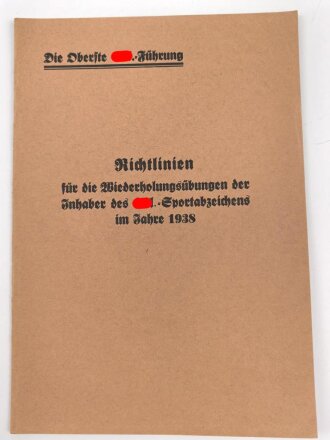 Die Oberste .-Führung
Richtlinien
für die Wiederholungsübungen der
Inhaber des .-Sportabzeichens
im Jahre 1938